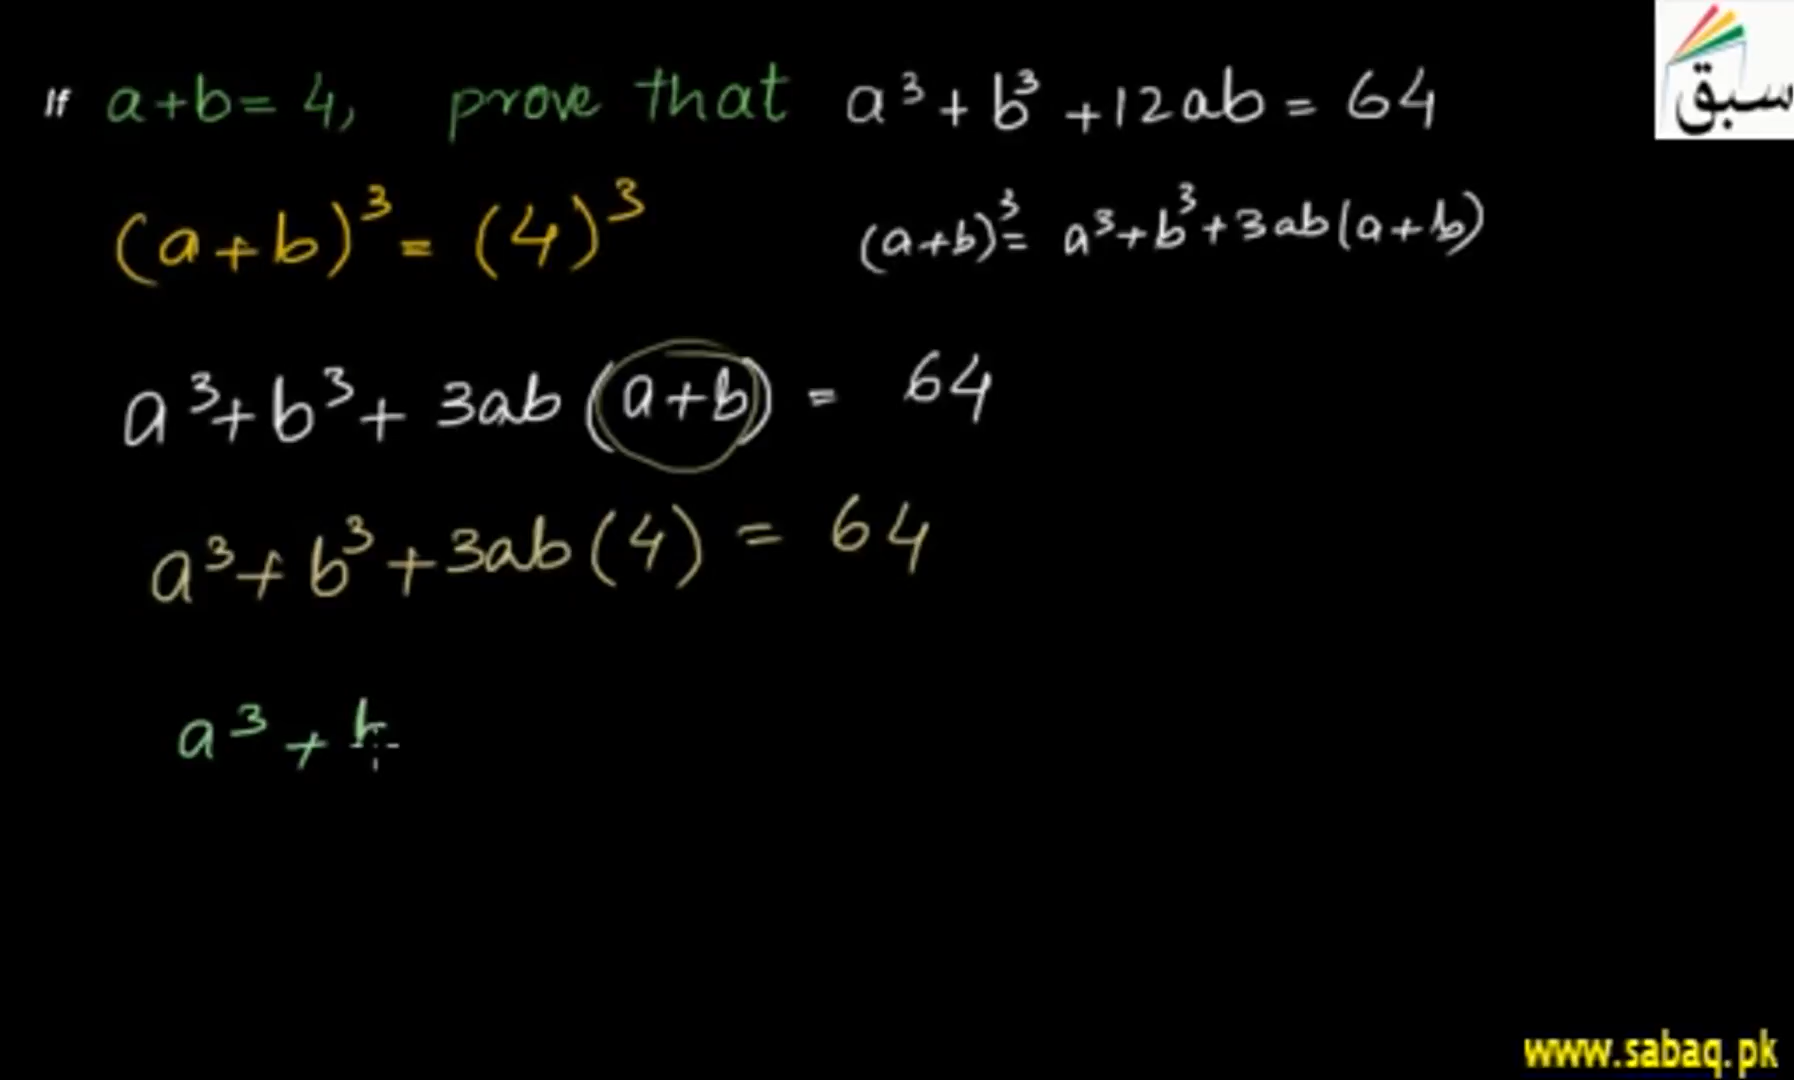 If a+b=4, prove that a³+b³+12ab=64
سبق
(a+b)³=(4)³
(a+b)³=a³+b³+3ab(a+b)
a³+b³+3ab(a+b)=64
a³+b³+3ab(4)=64
a³+
www.sabaq.pk